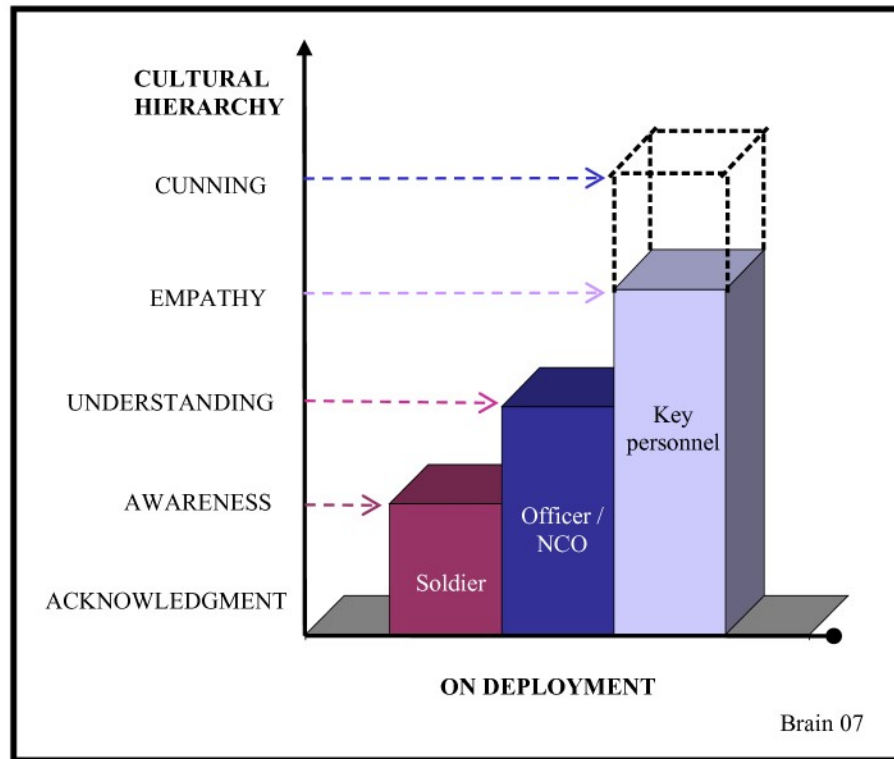 CULTURAL
HIERARCHY
CUNNING
EMPATHY
UNDERSTANDING
AWARENESS
ACKNOWLEDGMENT
Soldier
Officer /
NCO
Key
personnel
ON DEPLOYMENT
Brain 07